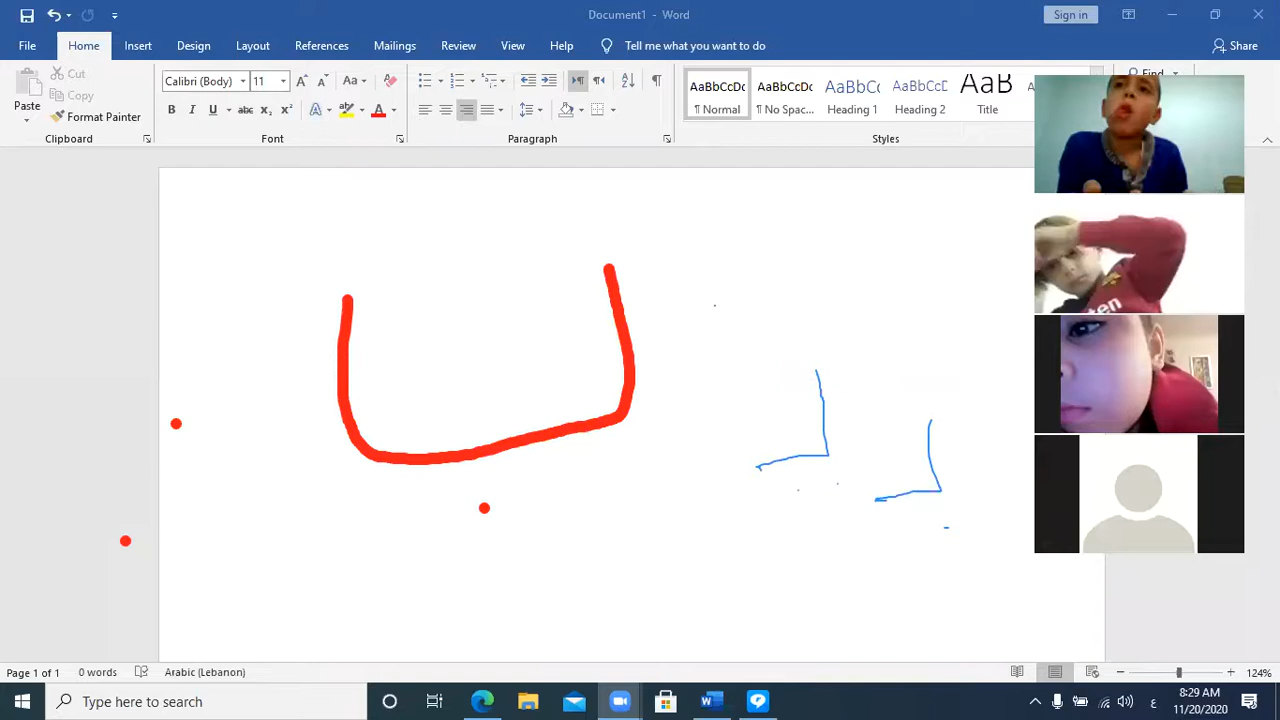 Document1 - Word
Sign in
File Home Insert Design Layout References Mailings Review View Help Tell me what you want to do Share
Paste
Cut
Copy
Format Painter
Clipboard
Calibri (Body) 11
Font
Paragraph
AaBbCcDc AaBbCcDc AaBbCc AaBbCcD AaB
¶ Normal ¶ No Spac... Heading 1 Heading 2 Title
Styles
Find
ten
Page 1 of 1 0 words Arabic (Lebanon) 124%
Type here to search
ع
8:29 AM
11/20/2020